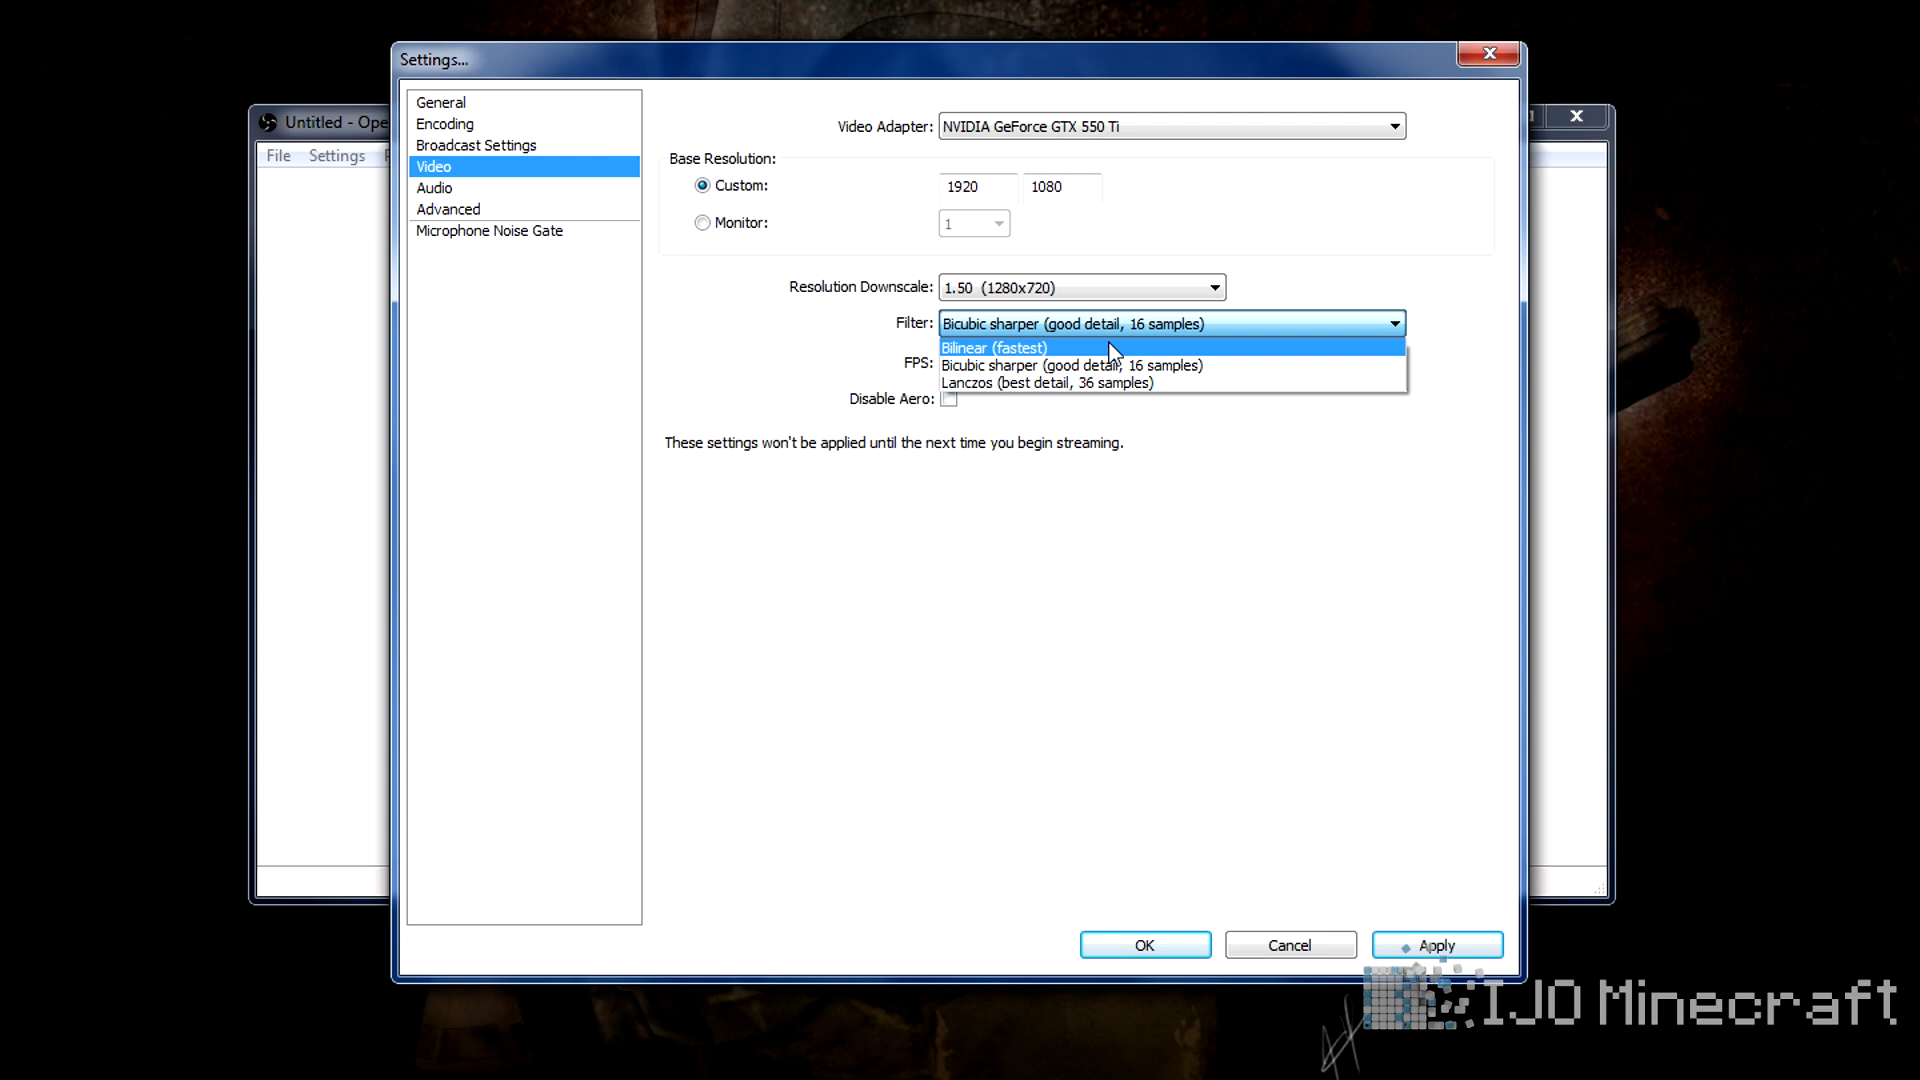 Settings...
Untitled - Ope
File Settings
General
Encoding
Broadcast Settings
Video
Audio
Advanced
Microphone Noise Gate
Video Adapter: NVIDIA GeForce GTX 550 Ti
Base Resolution:
Custom: 1920 1080
Monitor: 1
Resolution Downscale: 1.50 (1280x720)
Filter: Bicubic sharper (good detail, 16 samples)
Bilinear (fastest)
FPS:
Bicubic sharper (good detail, 16 samples)
Lanczos (best detail, 36 samples)
Disable Aero:
These settings won't be applied until the next time you begin streaming.
OK Cancel Apply
IJO Minecraft